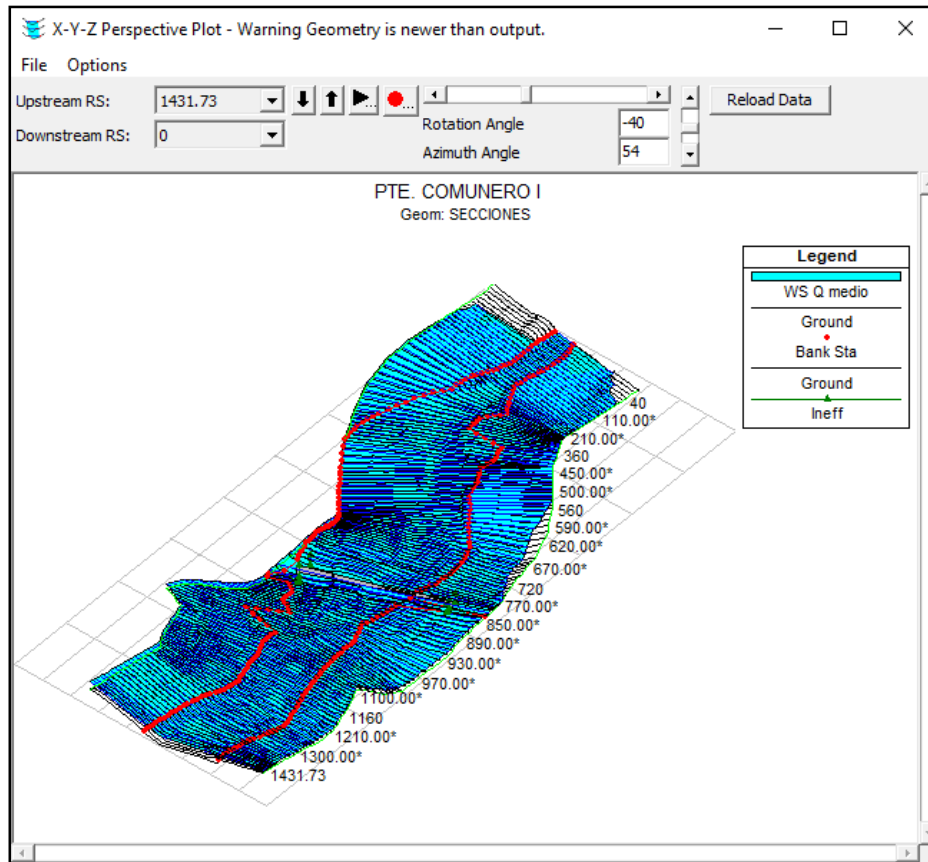 X-Y-Z Perspective Plot - Warning Geometry is newer than output.
File Options
Upstream RS: 1431.73
Downstream RS: 0
Rotation Angle -40
Azimuth Angle 54
Reload Data
PTE. COMUNERO I
Geom: SECCIONES
Legend
WS Q medio
Ground
Bank Sta
Ground
Ineff
40
110.00*
210.00*
360
450.00*
500.00*
560
590.00*
620.00*
670.00*
720
770.00*
850.00*
890.00*
930.00*
970.00*
1100.00*
1160
1210.00*
1300.00*
1431.73